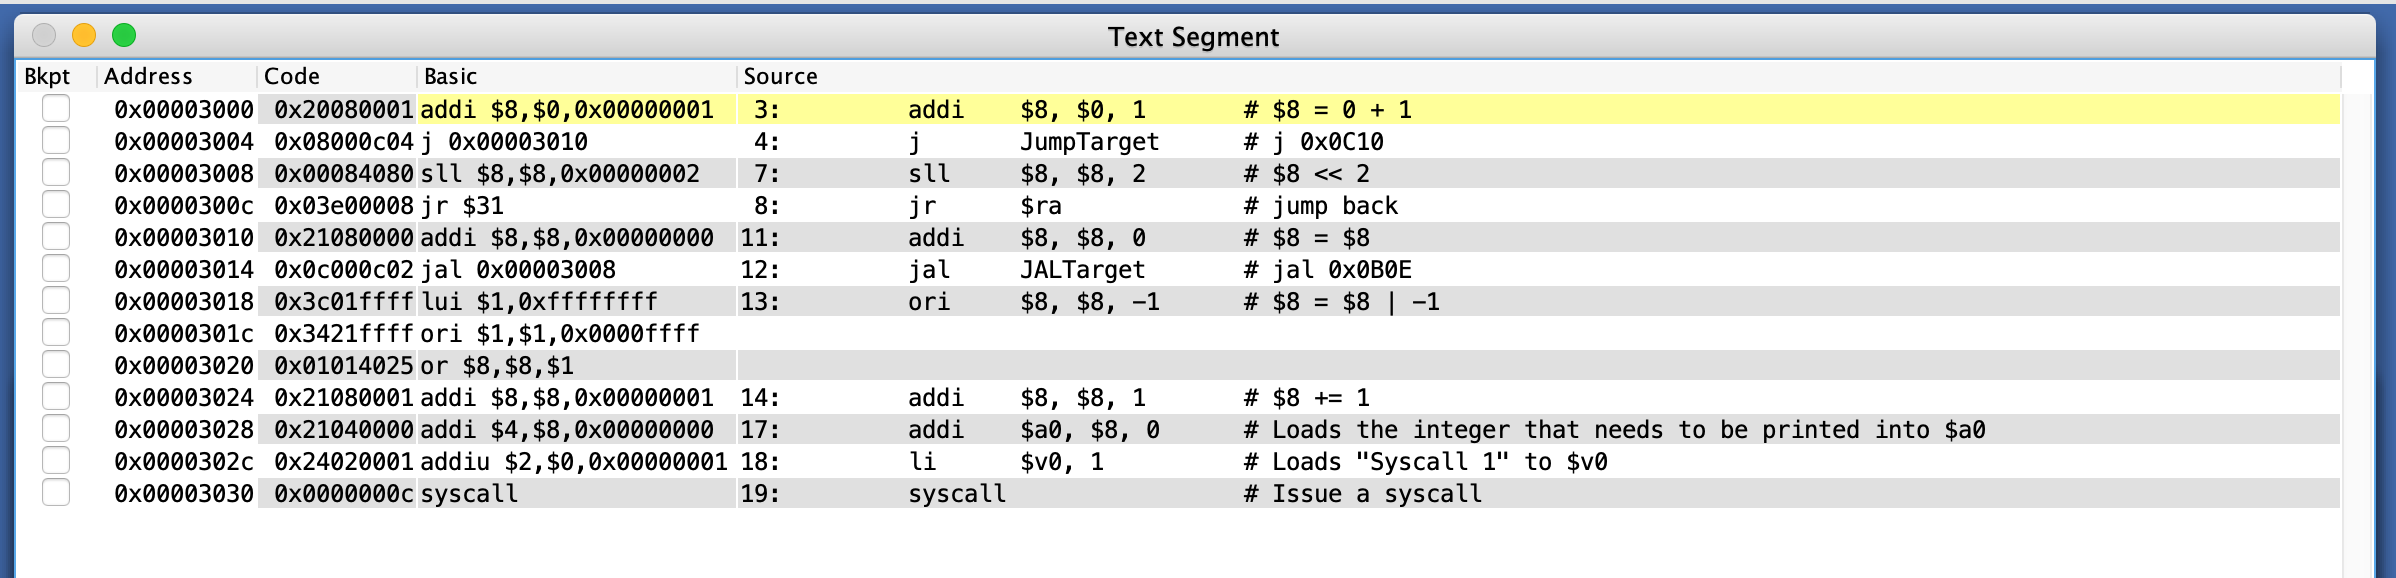 Text Segment
Bkpt Address Code Basic Source
0x00003000 0x20080001 addi $8,$0,0x00000001 3: addi $8, $0, 1 # $8 = 0 + 1
0x00003004 0x08000c04 j 0x00003010 4: j JumpTarget # j 0x0C10
0x00003008 0x00084080 sll $8,$8,0x00000002 7: sll $8, $8, 2 # $8 << 2
0x0000300c 0x03e00008 jr $31 8: jr $ra # jump back
0x00003010 0x21080000 addi $8,$8,0x00000000 11: addi $8, $8, 0 # $8 = $8
0x00003014 0x0c000c02 jal 0x00003008 12: jal JALTarget # jal 0x0B0E
0x00003018 0x3c01ffff lui $1,0xffffffff 13: ori $8, $8, -1 # $8 = $8 | -1
0x0000301c 0x3421ffff ori $1,$1,0x0000ffff
0x00003020 0x01014025 or $8,$8,$1
0x00003024 0x21080001 addi $8,$8,0x00000001 14: addi $8, $8, 1 # $8 += 1
0x00003028 0x21040000 addi $4,$8,0x00000000 17: addi $a0, $8, 0 # Loads the integer that needs to be printed into $a0
0x0000302c 0x24020001 addiu $2,$0,0x00000001 18: li $v0, 1 # Loads "Syscall 1" to $v0
0x00003030 0x0000000c syscall 19: syscall # Issue a syscall